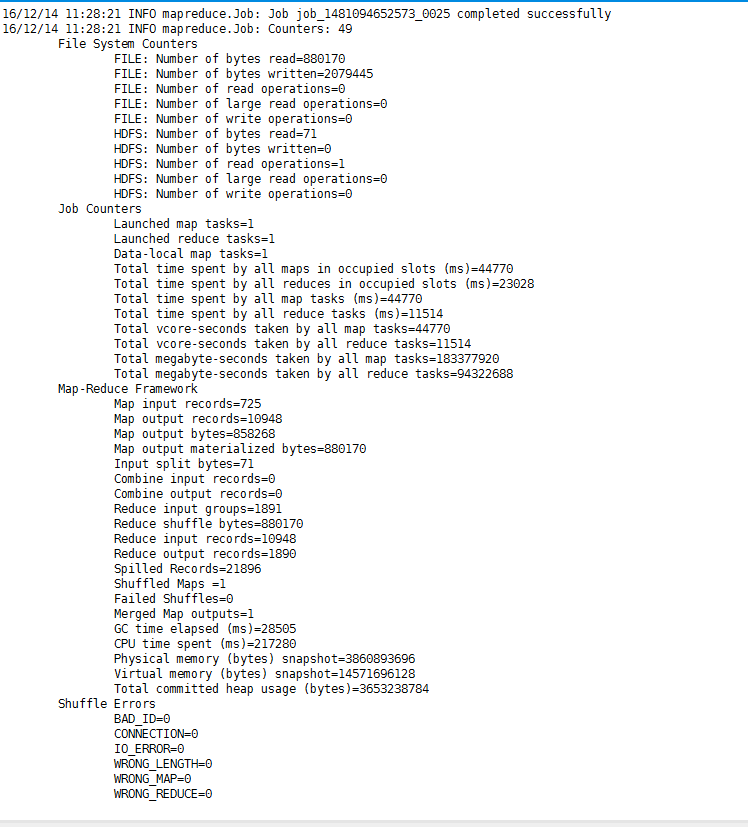 16/12/14 11:28:21 INFO mapreduce.Job: Job job_1481094652573_0025 completed successfully
16/12/14 11:28:21 INFO mapreduce.Job: Counters: 49
File System Counters
FILE: Number of bytes read=880170
FILE: Number of bytes written=2079445
FILE: Number of read operations=0
FILE: Number of large read operations=0
FILE: Number of write operations=0
HDFS: Number of bytes read=71
HDFS: Number of bytes written=0
HDFS: Number of read operations=1
HDFS: Number of large read operations=0
HDFS: Number of write operations=0
Job Counters
Launched map tasks=1
Launched reduce tasks=1
Data-local map tasks=1
Total time spent by all maps in occupied slots (ms)=44770
Total time spent by all reduces in occupied slots (ms)=23028
Total time spent by all map tasks (ms)=44770
Total time spent by all reduce tasks (ms)=11514
Total vcore-seconds taken by all map tasks=44770
Total vcore-seconds taken by all reduce tasks=11514
Total megabyte-seconds taken by all map tasks=183377920
Total megabyte-seconds taken by all reduce tasks=94322688
Map-Reduce Framework
Map input records=725
Map output records=10948
Map output bytes=858268
Map output materialized bytes=880170
Input split bytes=71
Combine input records=0
Combine output records=0
Reduce input groups=1891
Reduce shuffle bytes=880170
Reduce input records=10948
Reduce output records=1890
Spilled Records=21896
Shuffled Maps =1
Failed Shuffles=0
Merged Map outputs=1
GC time elapsed (ms)=28505
CPU time spent (ms)=217280
Physical memory (bytes) snapshot=3860893696
Virtual memory (bytes) snapshot=14571696128
Total committed heap usage (bytes)=3653238784
Shuffle Errors
BAD_ID=0
CONNECTION=0
IO_ERROR=0
WRONG_LENGTH=0
WRONG_MAP=0
WRONG_REDUCE=0